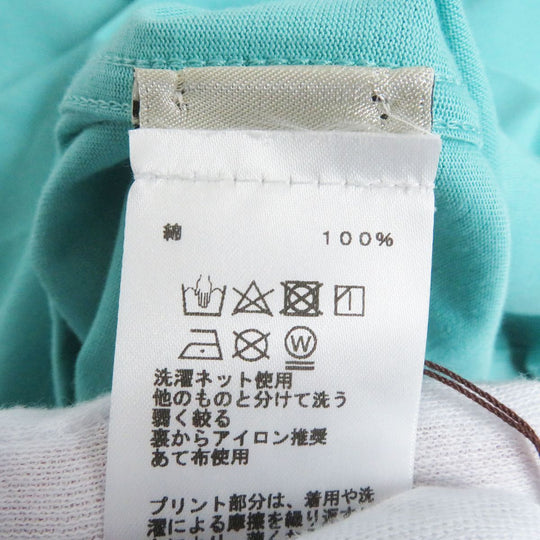 綿 100%
W
洗濯ネット使用
他のものと分けて洗う
弱く絞る
裏からアイロン推奨
あて布使用
プリント部分は、着用や洗
濯による摩擦を繰り返す